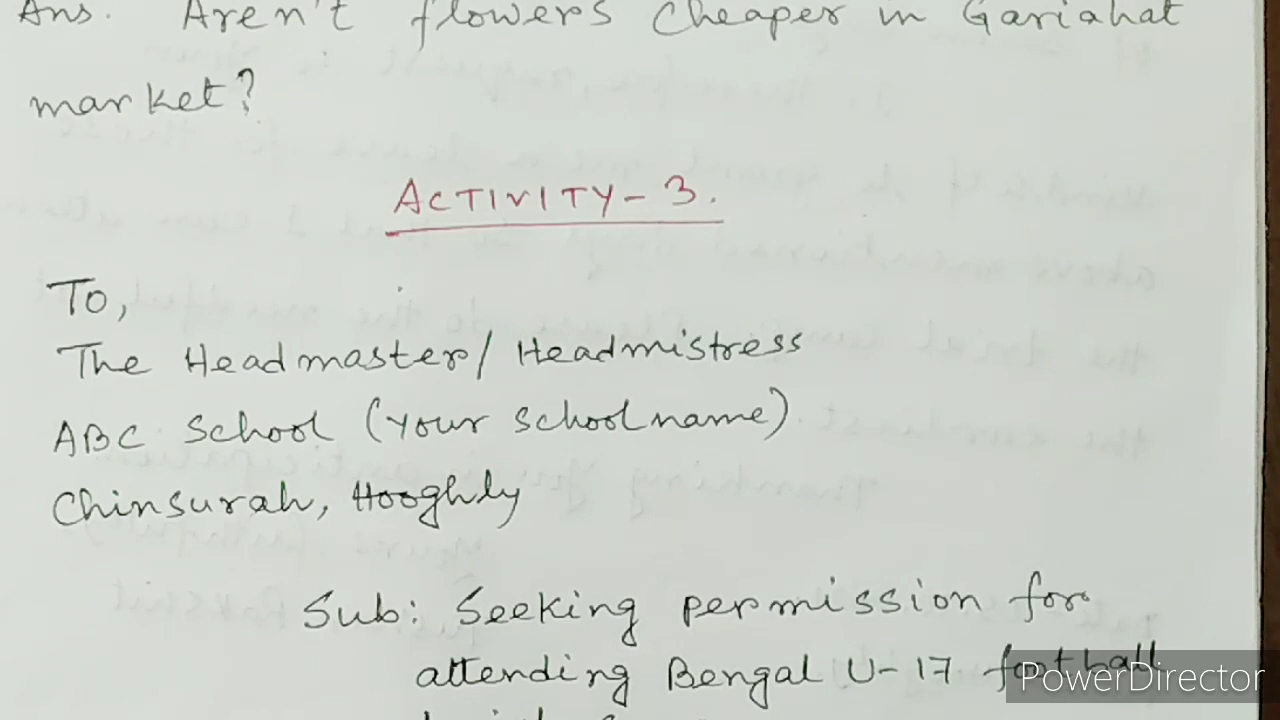 Ans. Aren't flowers cheaper in Gariahat
market?
ACTIVITY-3.
To,
The Headmaster/Headmistress
ABC School (Your school name)
Chinsurah, Hooghly
Sub: Seeking permission for
attending Bengal U-17 football
PowerDirector